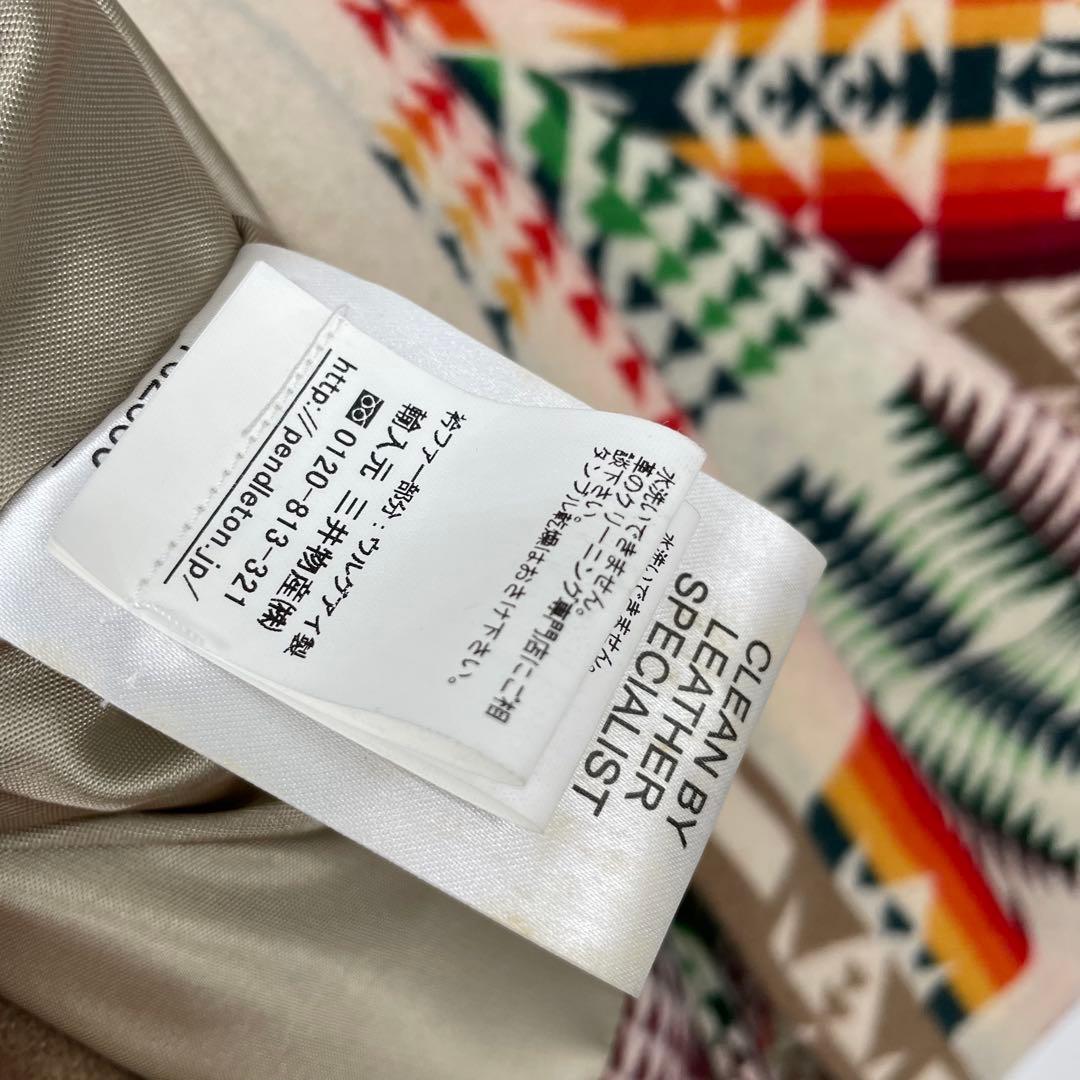 水洗いできません。
革のクリーニング専門店にご相
談下さい。
タンブル乾燥はおさけ下さい。
衿ファー部分:ウルグァイ製
輸入元 三井物産㈱
0120-813-321
http://pendleton.jp/
水洗いできません。
CLEAN BY
LEATHER
SPECIALIST